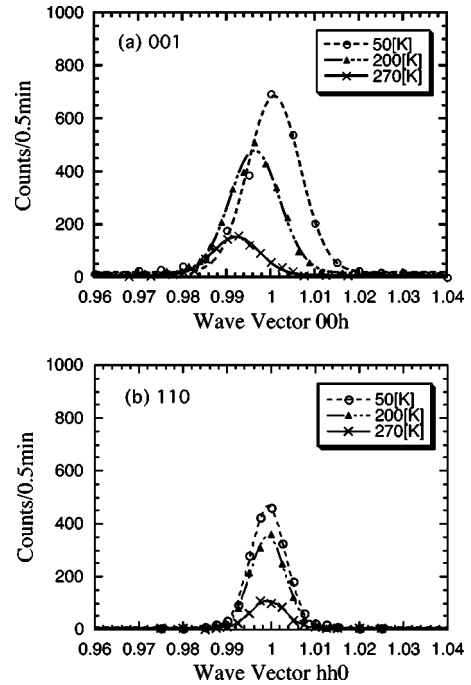 (a) 001
50[K]
200[K]
270[K]
1000
800
600
400
200
0
Counts/0.5min
0.96 0.97 0.98 0.99 1 1.01 1.02 1.03 1.04
Wave Vector 00h
(b) 110
50[K]
200[K]
270[K]
1000
800
600
400
200
0
Counts/0.5min
0.96 0.97 0.98 0.99 1 1.01 1.02 1.03 1.04
Wave Vector hh0